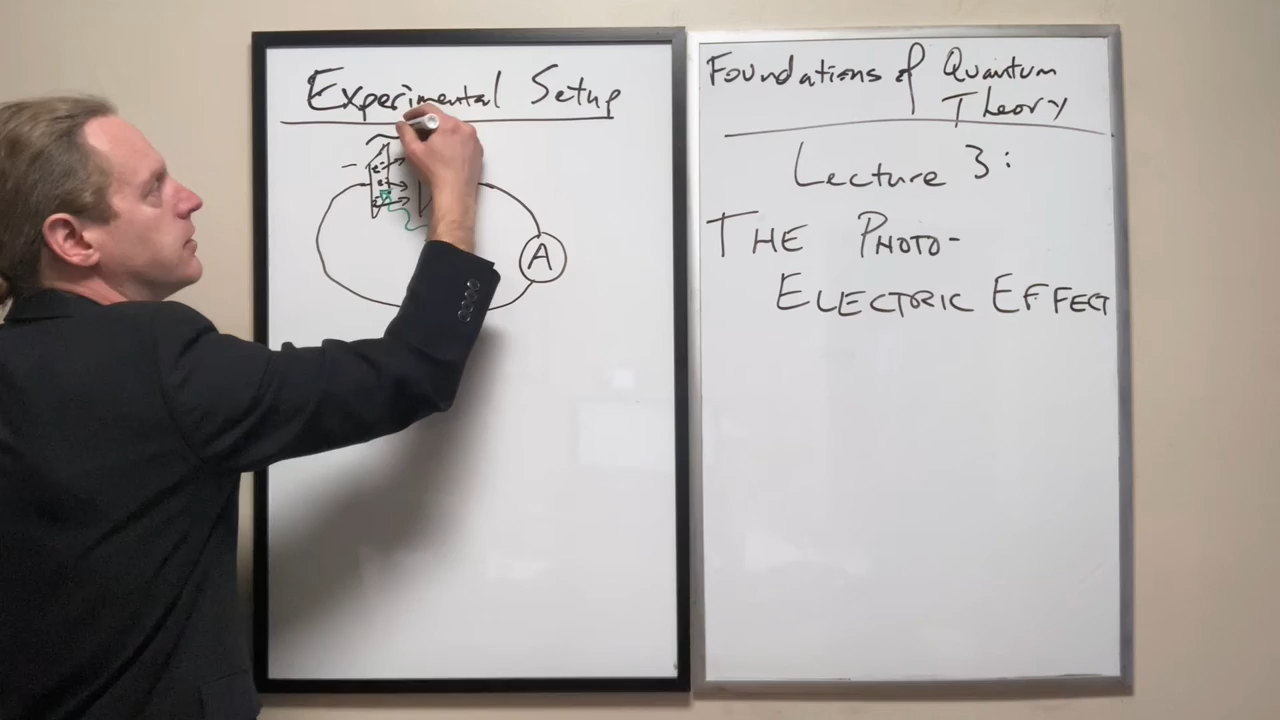 Experimental Setup
−
e⁻
e⁻
e⁻
A
Foundations of Quantum
Theory
Lecture 3:
THE PHOTO-
ELECTRIC EFFECT